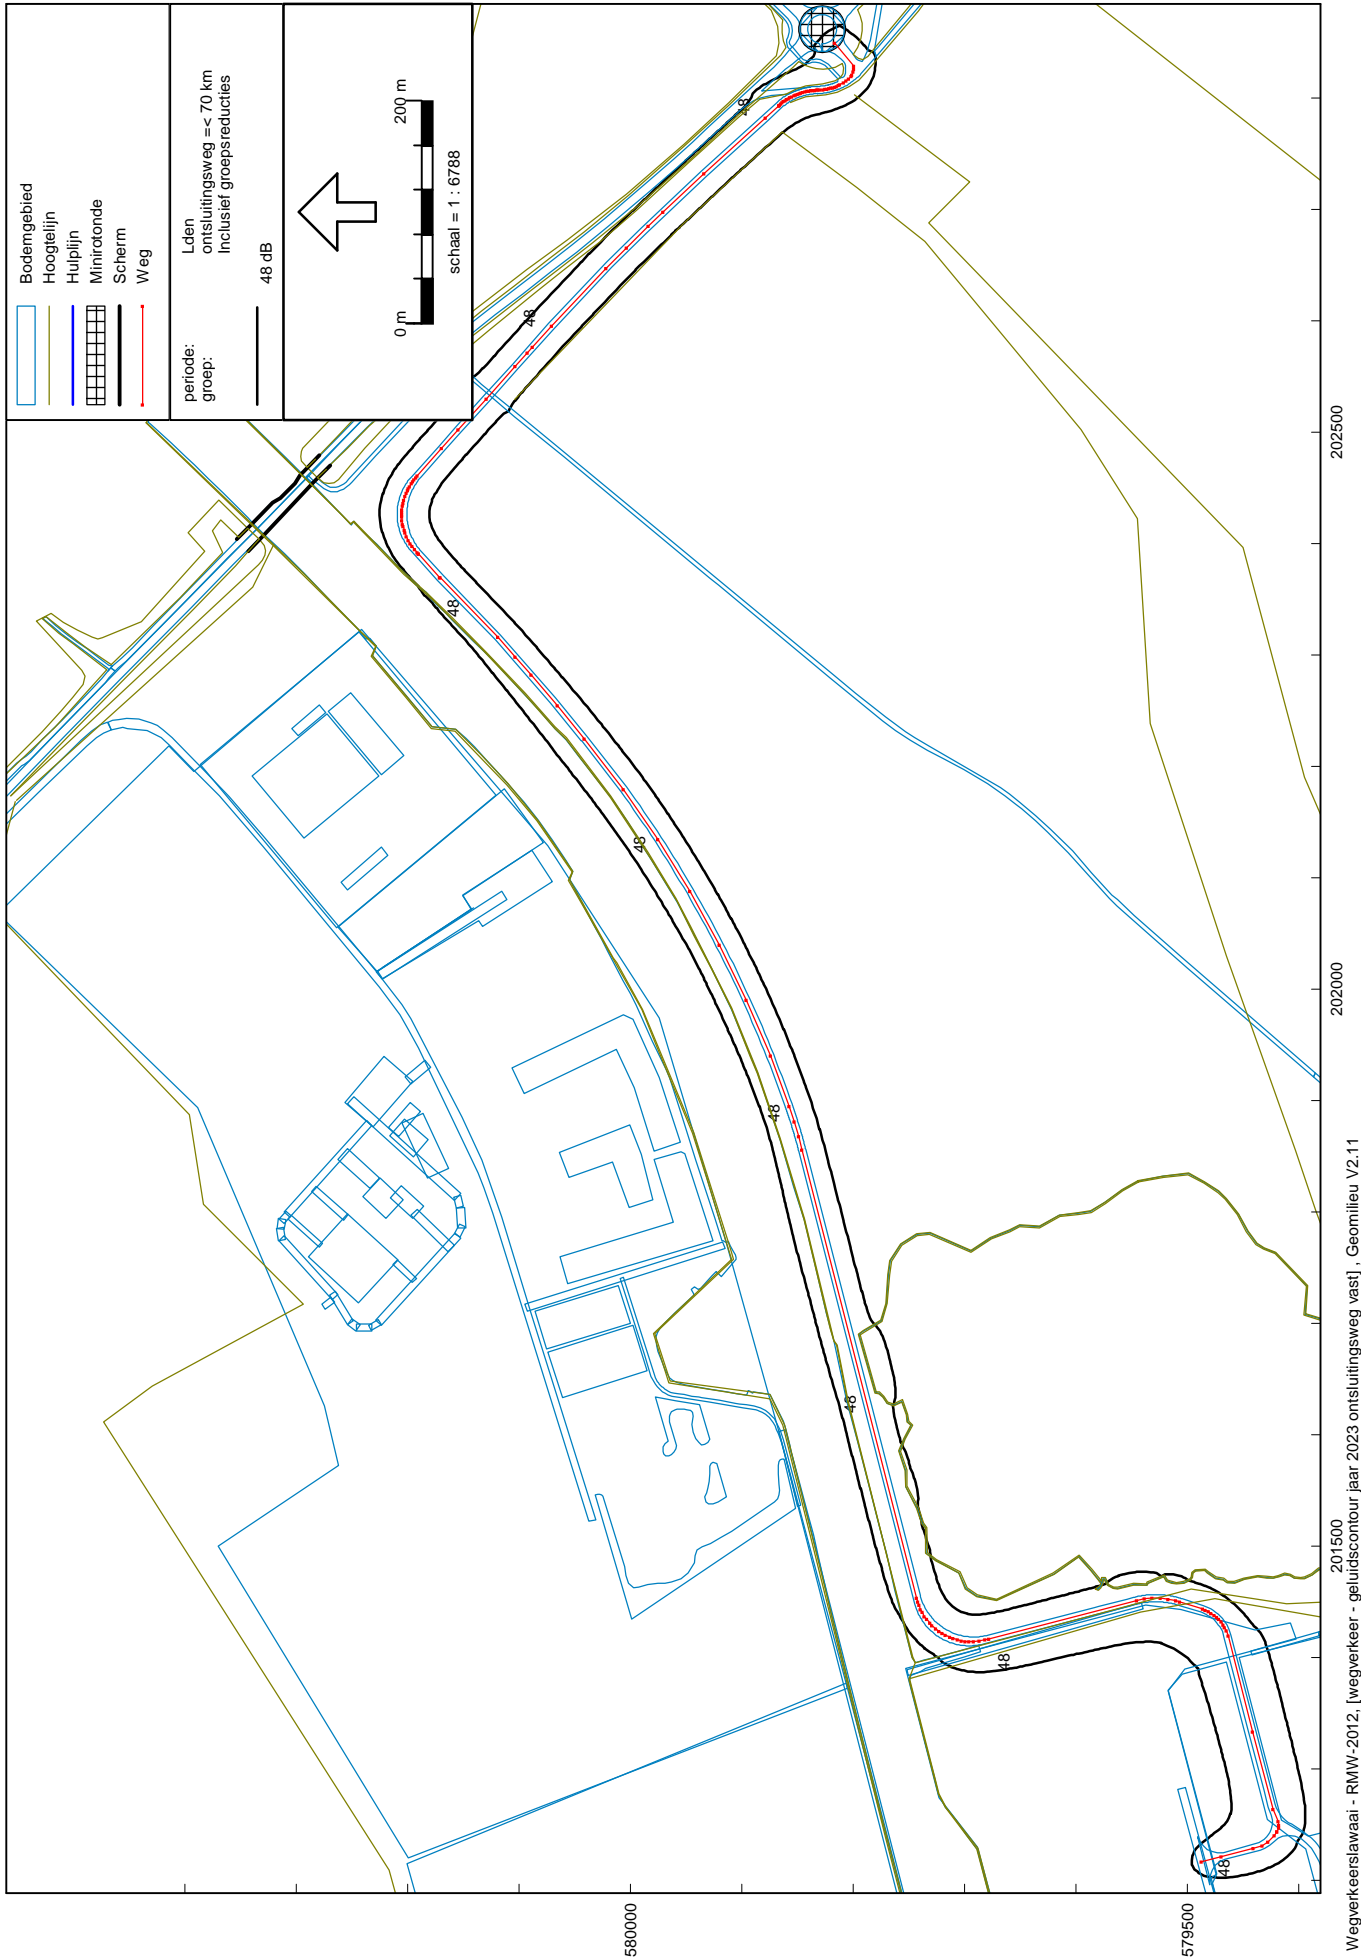 Bodemgebied
Hoogtelijn
Hulplijn
Minirotonde
Scherm
Weg
periode: Lden
groep: ontsluitingsweg =< 70 km
Inclusief groepsreducties
48 dB
0 m 200 m
schaal = 1 : 6788
48
48
48
48
48
48
48
48
201500 202000 202500
580000
579500
Wegverkeerslawaai - RMW-2012, [wegverkeer - geluidscontour jaar 2023 ontsluitingsweg vast] , Geomilieu V2.11